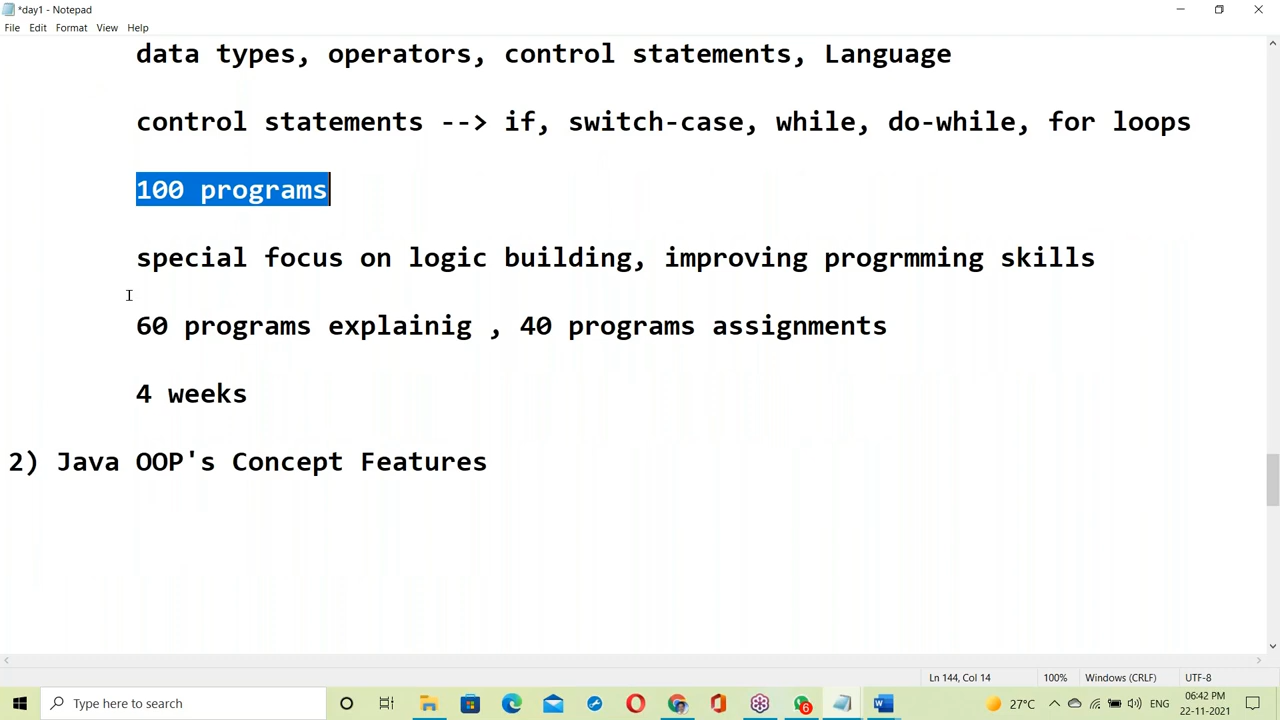 *day1 - Notepad
File Edit Format View Help
data types, operators, control statements, Language
control statements --> if, switch-case, while, do-while, for loops
100 programs
special focus on logic building, improving progrmming skills
60 programs explainig , 40 programs assignments
4 weeks
2) Java OOP's Concept Features
Ln 144, Col 14 100% Windows (CRLF) UTF-8
Type here to search 6 27°C ENG 06:42 PM
22-11-2021